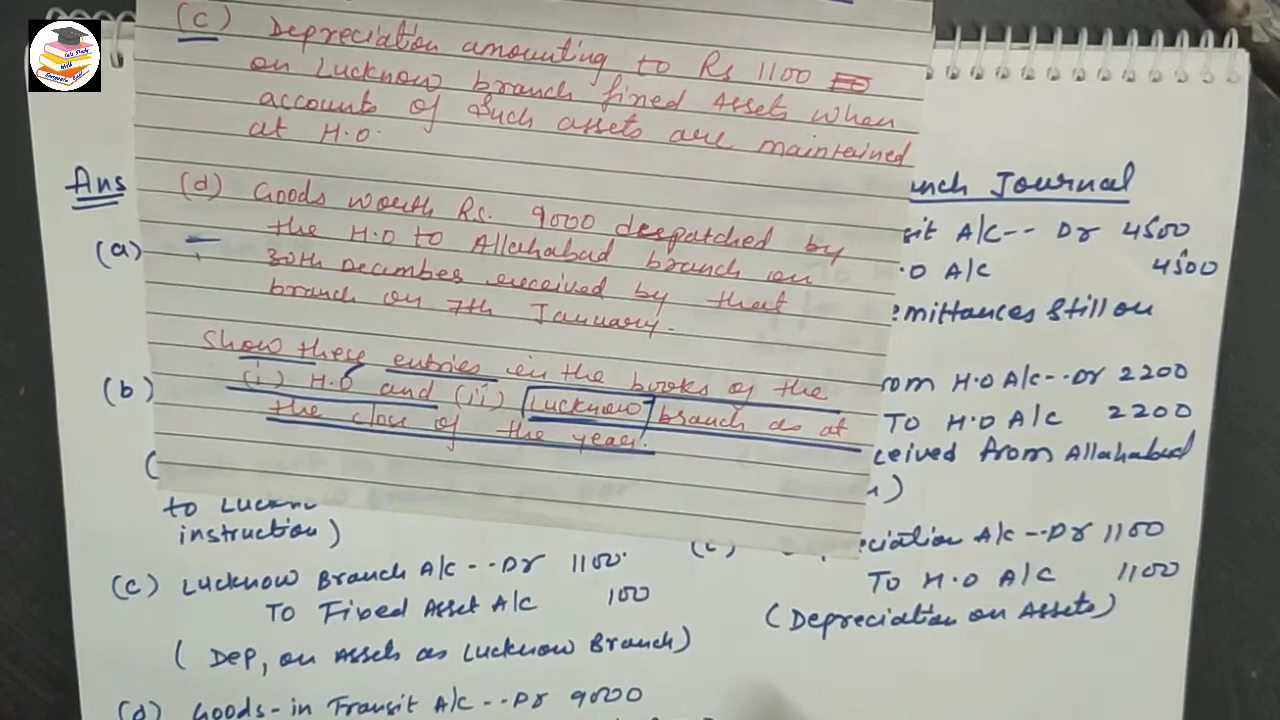 (c) Depreciation amounting to Rs 1100
on Lucknow branch fixed Assets when
accounts of such assets are maintained
at H.O.
(d) Goods worth Rs. 9000 despatched by
the H.O to Allahabad branch on
30th December received by that
branch on 7th January.
Show these entries in the books of the
(i) H.O and (ii) Lucknow branch as at
the close of the year.
Ans
(a)
(b)
to Luckn
instruction)
(c) Lucknow Branch A/c -- Dr 1100
To Fixed Asset A/c 100
( Dep, on Assets as Lucknow Branch)
(d) Goods-in Transit A/c -- Dr 9000
nch Journal
sit A/c-- Dr 4500
.O A/c 4500
emittances still on
rom H.O A/c--Dr 2200
To H.O A/c 2200
ceived from Allahabad
)
(c) eciation A/c --Dr 1100
To H.O A/c 1100
(Depreciation on Assets)